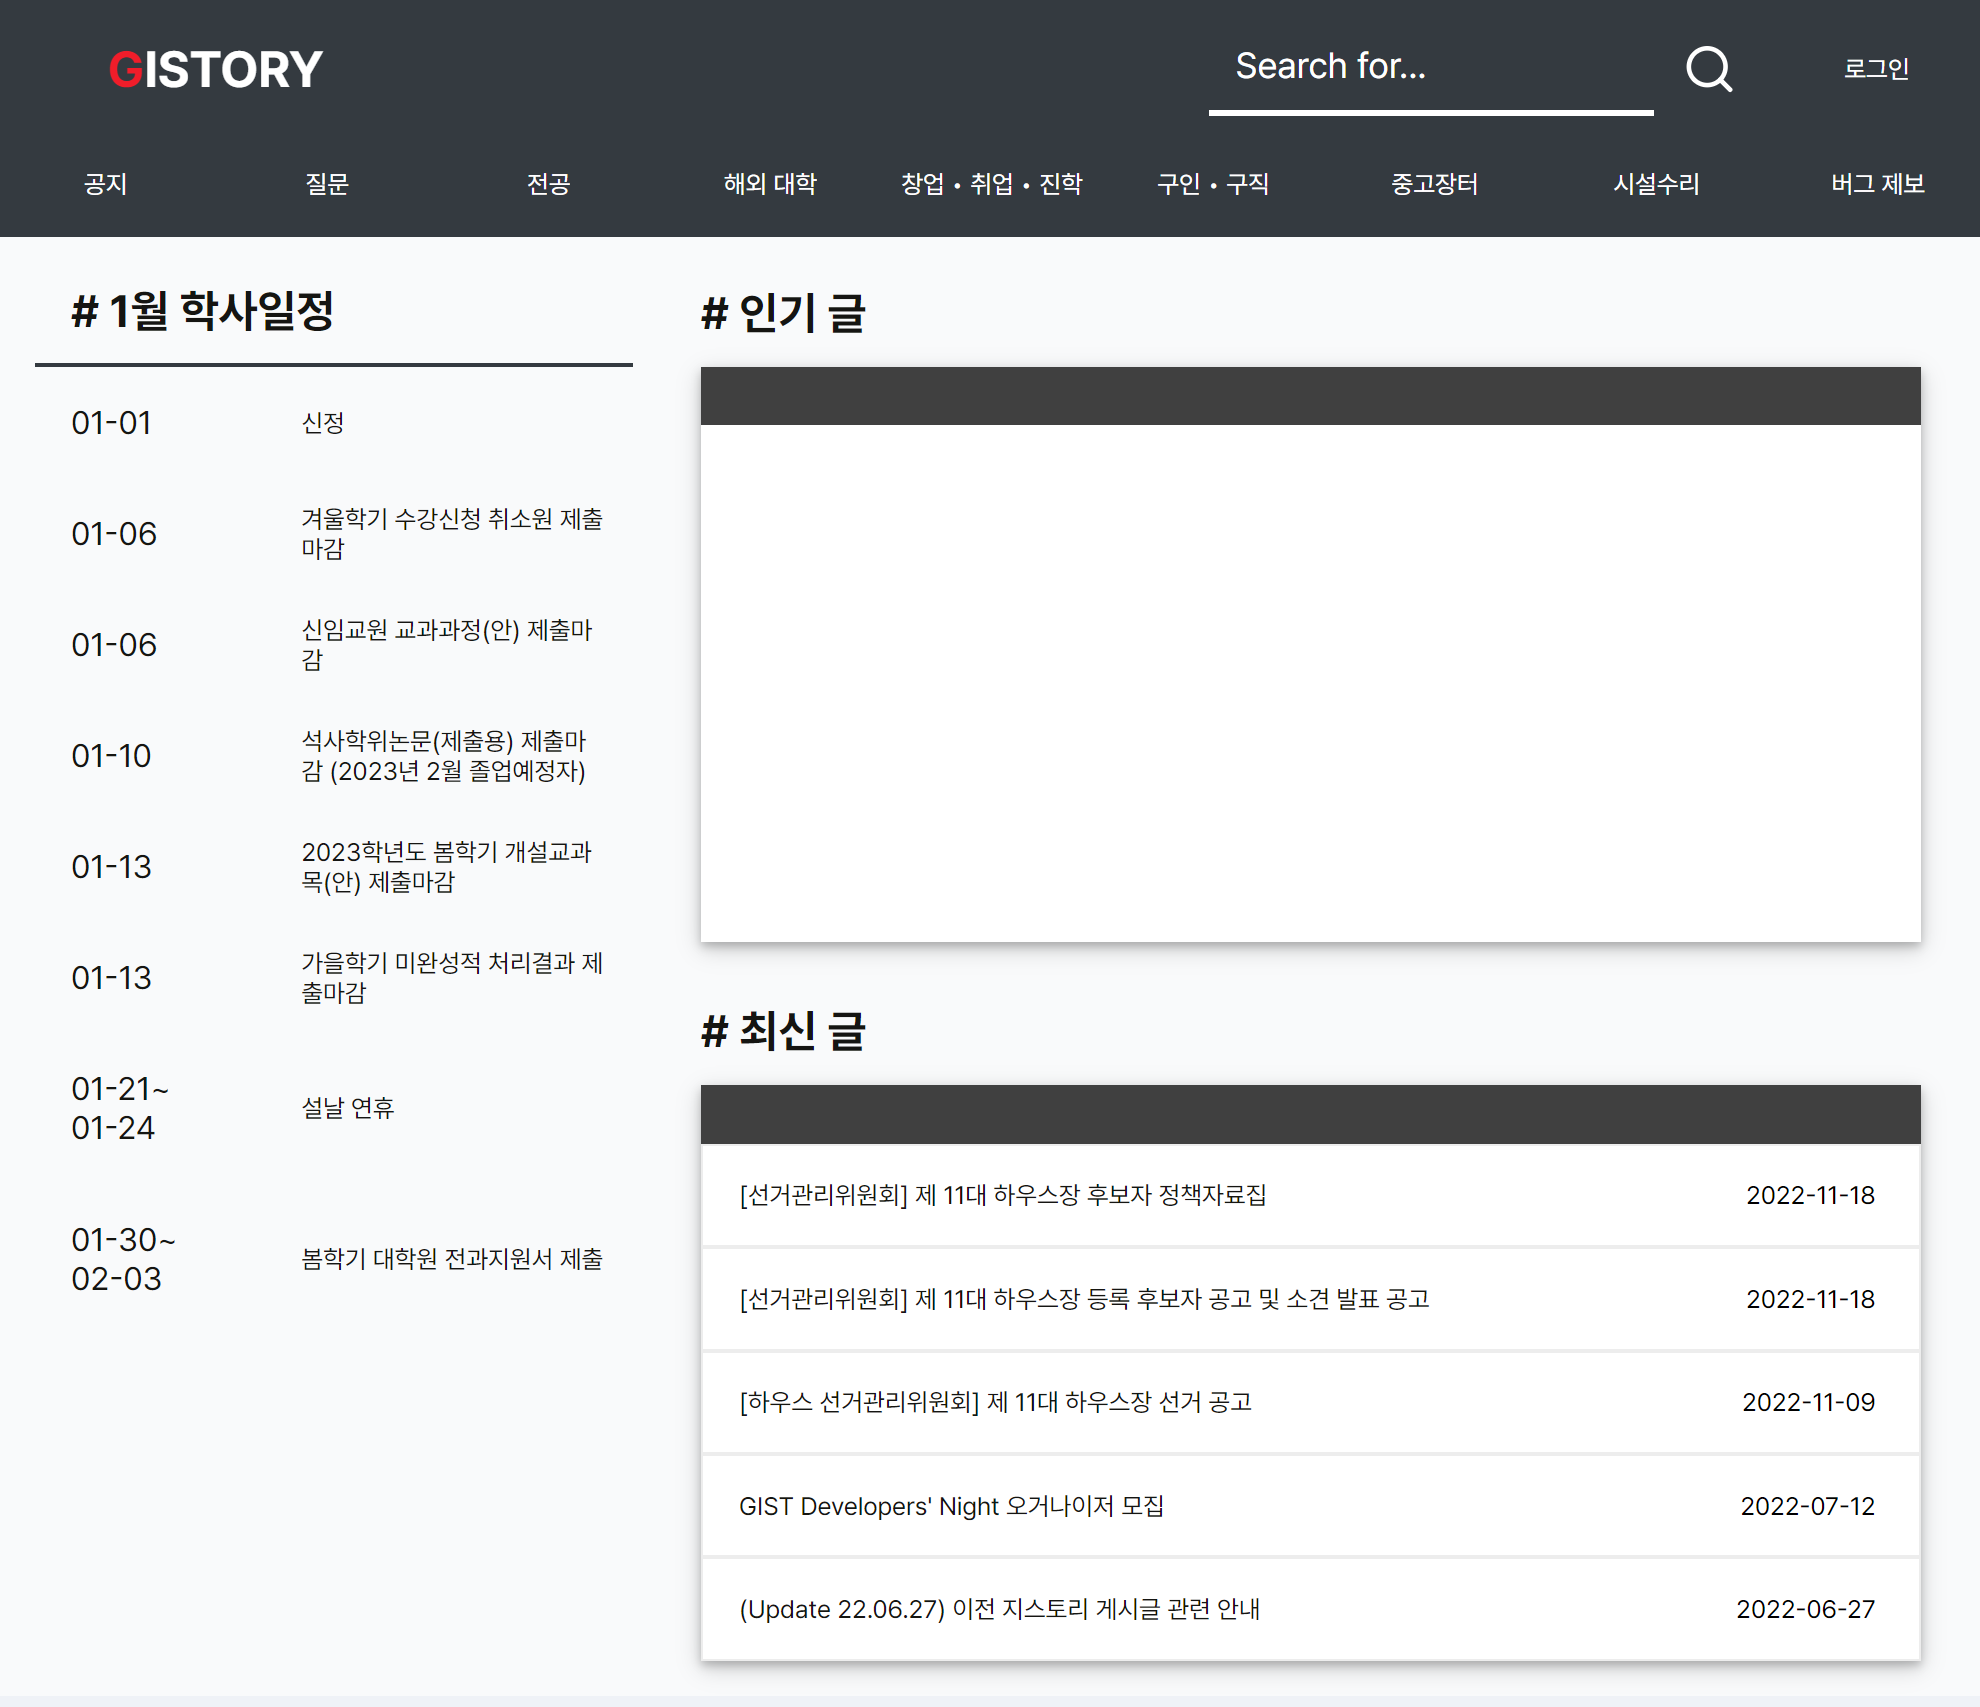 GISTORY
Search for...
로그인
공지
질문
전공
해외 대학
창업 • 취업 • 진학
구인 • 구직
중고장터
시설수리
버그 제보
# 1월 학사일정
01-01
신정
01-06
겨울학기 수강신청 취소원 제출
마감
01-06
신임교원 교과과정(안) 제출마
감
01-10
석사학위논문(제출용) 제출마
감 (2023년 2월 졸업예정자)
01-13
2023학년도 봄학기 개설교과
목(안) 제출마감
01-13
가을학기 미완성적 처리결과 제
출마감
01-21~
01-24
설날 연휴
01-30~
02-03
봄학기 대학원 전과지원서 제출
# 인기 글
# 최신 글
[선거관리위원회] 제 11대 하우스장 후보자 정책자료집
2022-11-18
[선거관리위원회] 제 11대 하우스장 등록 후보자 공고 및 소견 발표 공고
2022-11-18
[하우스 선거관리위원회] 제 11대 하우스장 선거 공고
2022-11-09
GIST Developers' Night 오거나이저 모집
2022-07-12
(Update 22.06.27) 이전 지스토리 게시글 관련 안내
2022-06-27